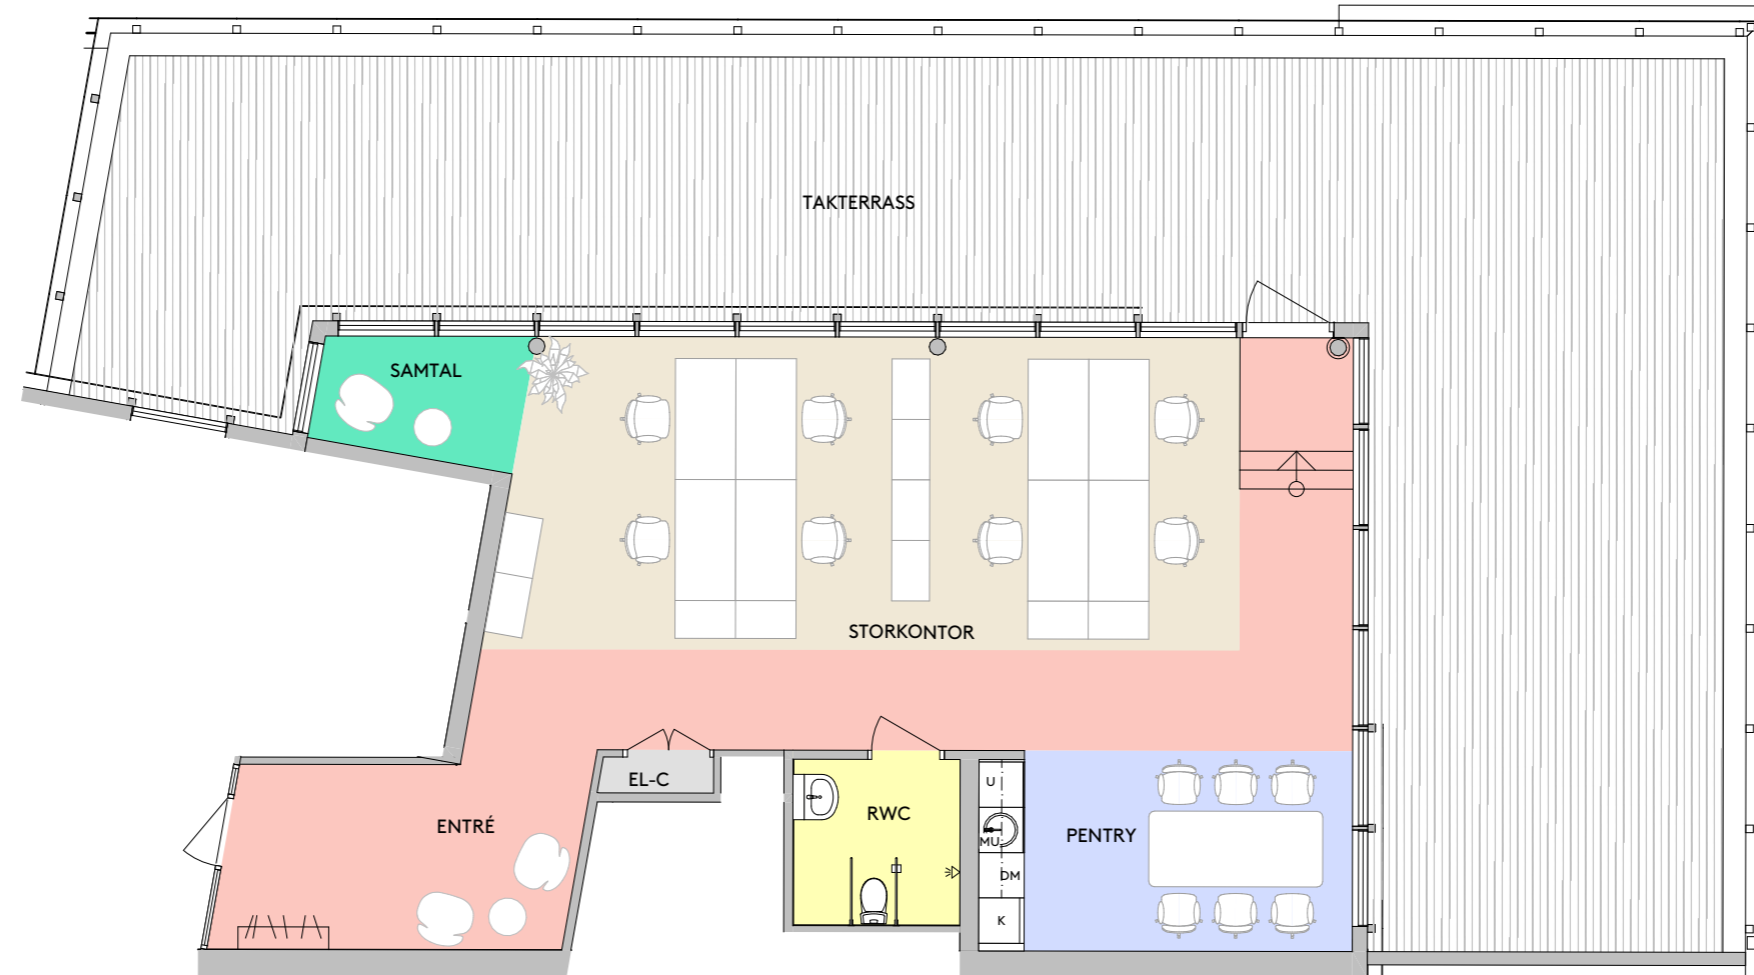 TAKTERRASS
SAMTAL
STORKONTOR
EL-C
U
RWC
ENTRÉ
PENTRY
MU
DM
K